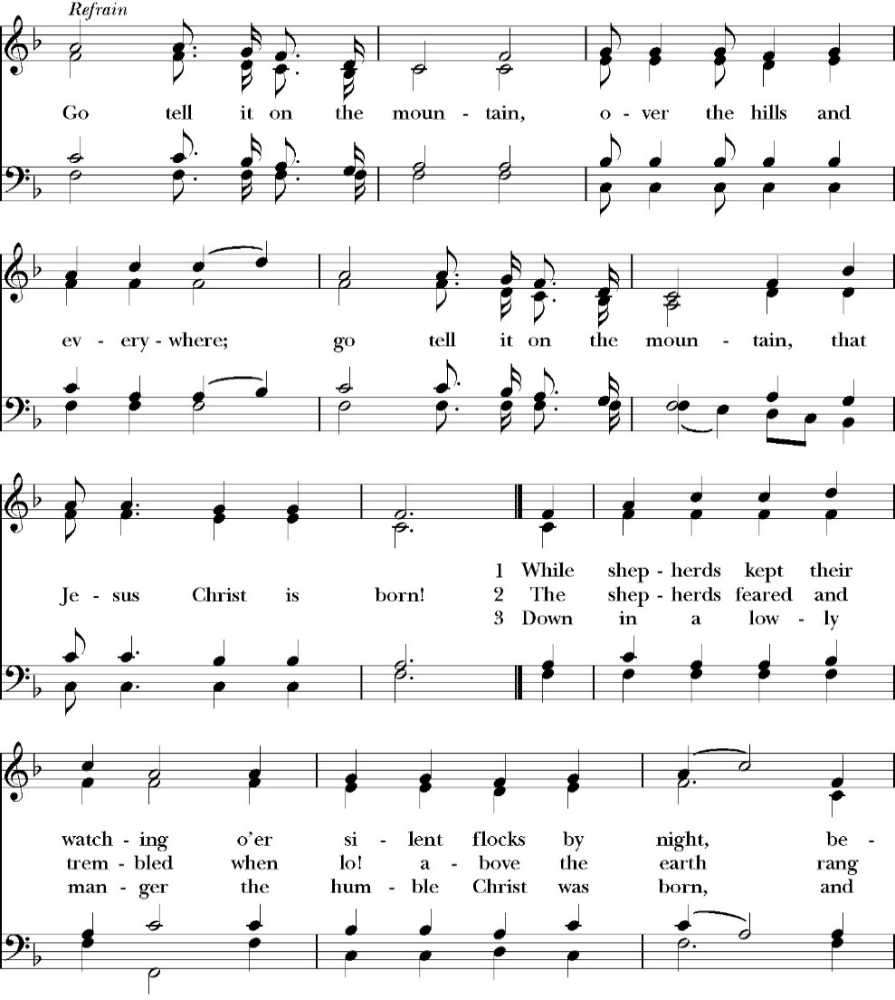 Refrain
Go tell it on the moun - tain, o - ver the hills and
ev - ery - where; go tell it on the moun - tain, that
1 While shep - herds kept their
Je - sus Christ is born! 2 The shep - herds feared and
3 Down in a low - ly
watch - ing o’er si - lent flocks by night, be -
trem - bled when lo! a - bove the earth rang
man - ger the hum - ble Christ was born, and